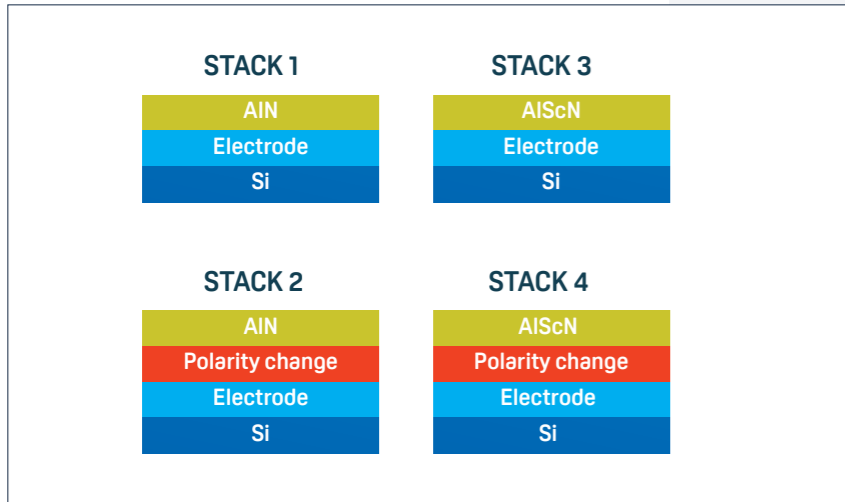 STACK 1
AlN
Electrode
Si
STACK 3
AlScN
Electrode
Si
STACK 2
AlN
Polarity change
Electrode
Si
STACK 4
AlScN
Polarity change
Electrode
Si